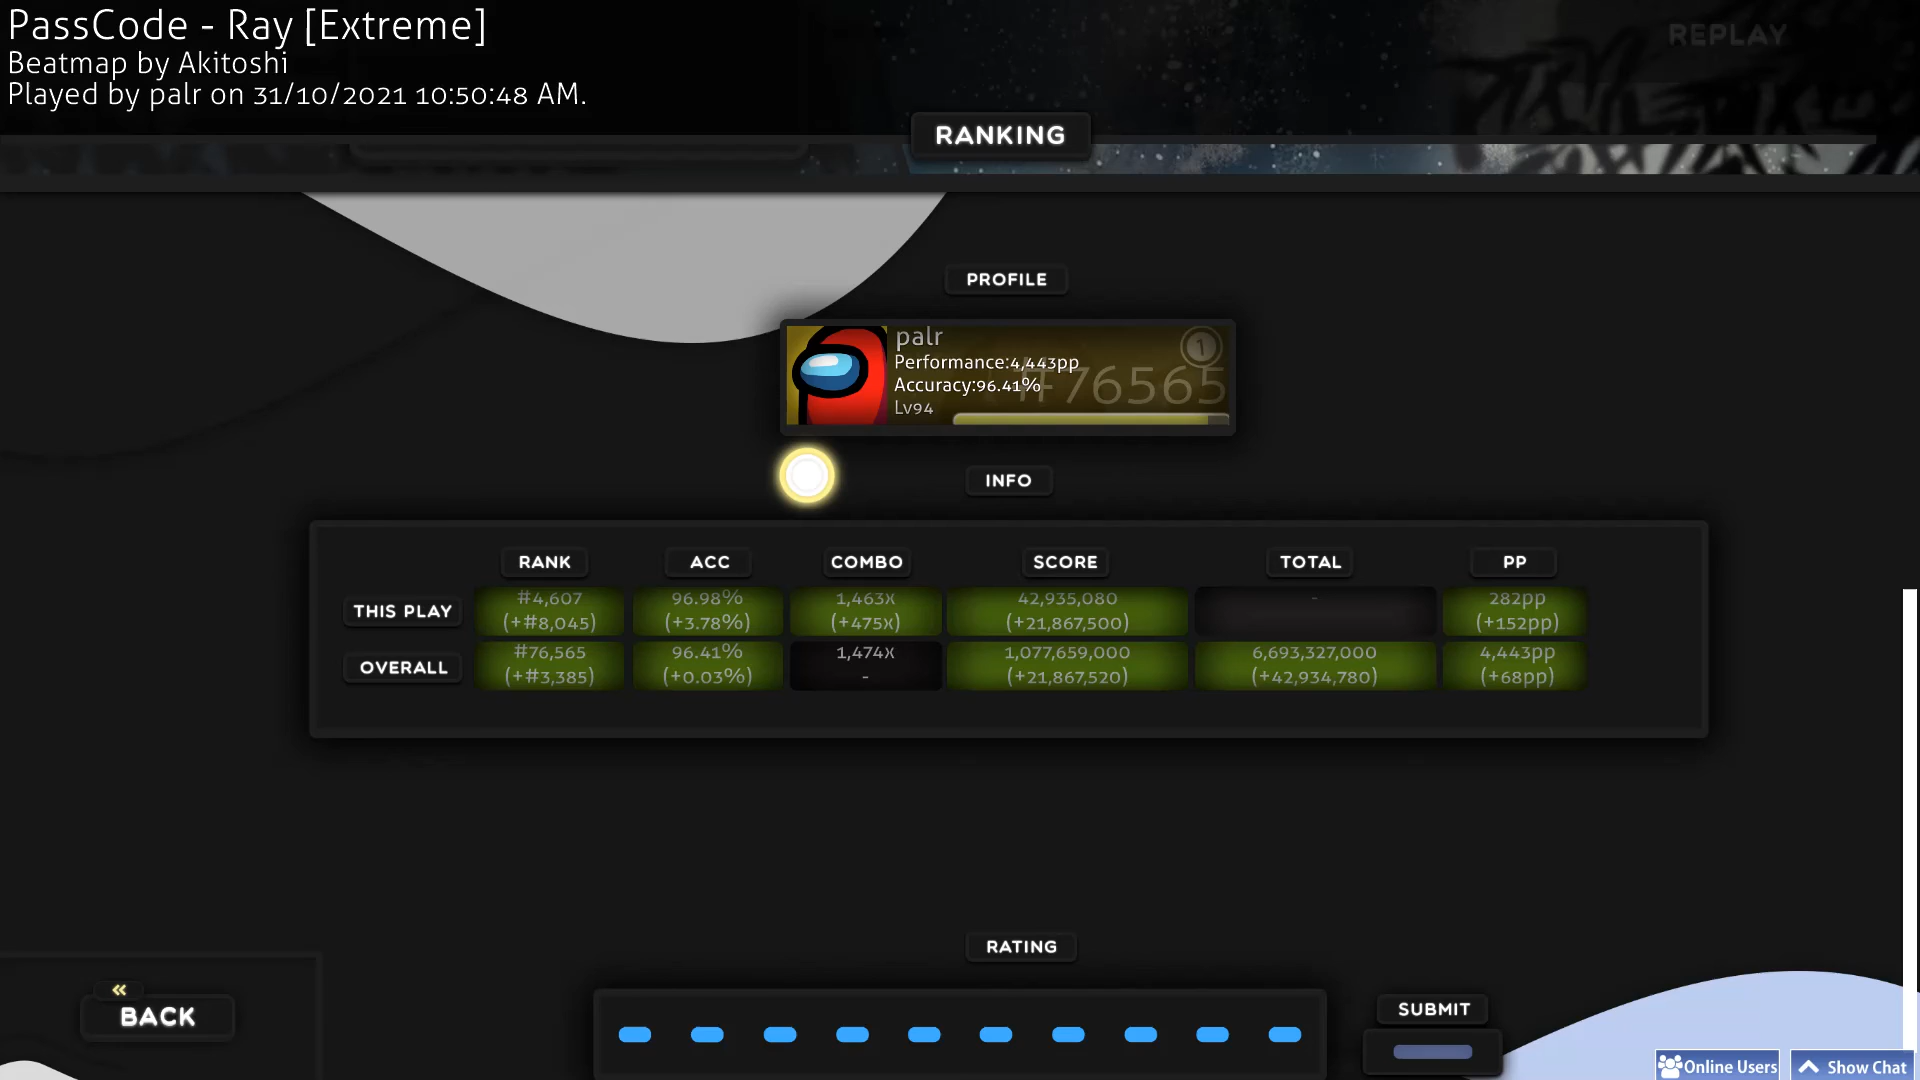 PassCode - Ray [Extreme]
Beatmap by Akitoshi
Played by palr on 31/10/2021 10:50:48 AM.
REPLAY
RANKING
PROFILE
palr
Performance:4,443pp
Accuracy:96.41%
Lv94
#76565
1
INFO
RANK ACC COMBO SCORE TOTAL PP
THIS PLAY
#4,607 96.98% 1,463x 42,935,080 - 282pp
(+#8,045) (+3.78%) (+475x) (+21,867,500) (+152pp)
OVERALL
#76,565 96.41% 1,474x 1,077,659,000 6,693,327,000 4,443pp
(+#3,385) (+0.03%) - (+21,867,520) (+42,934,780) (+68pp)
RATING
«
BACK
SUBMIT
Online Users
Show Chat